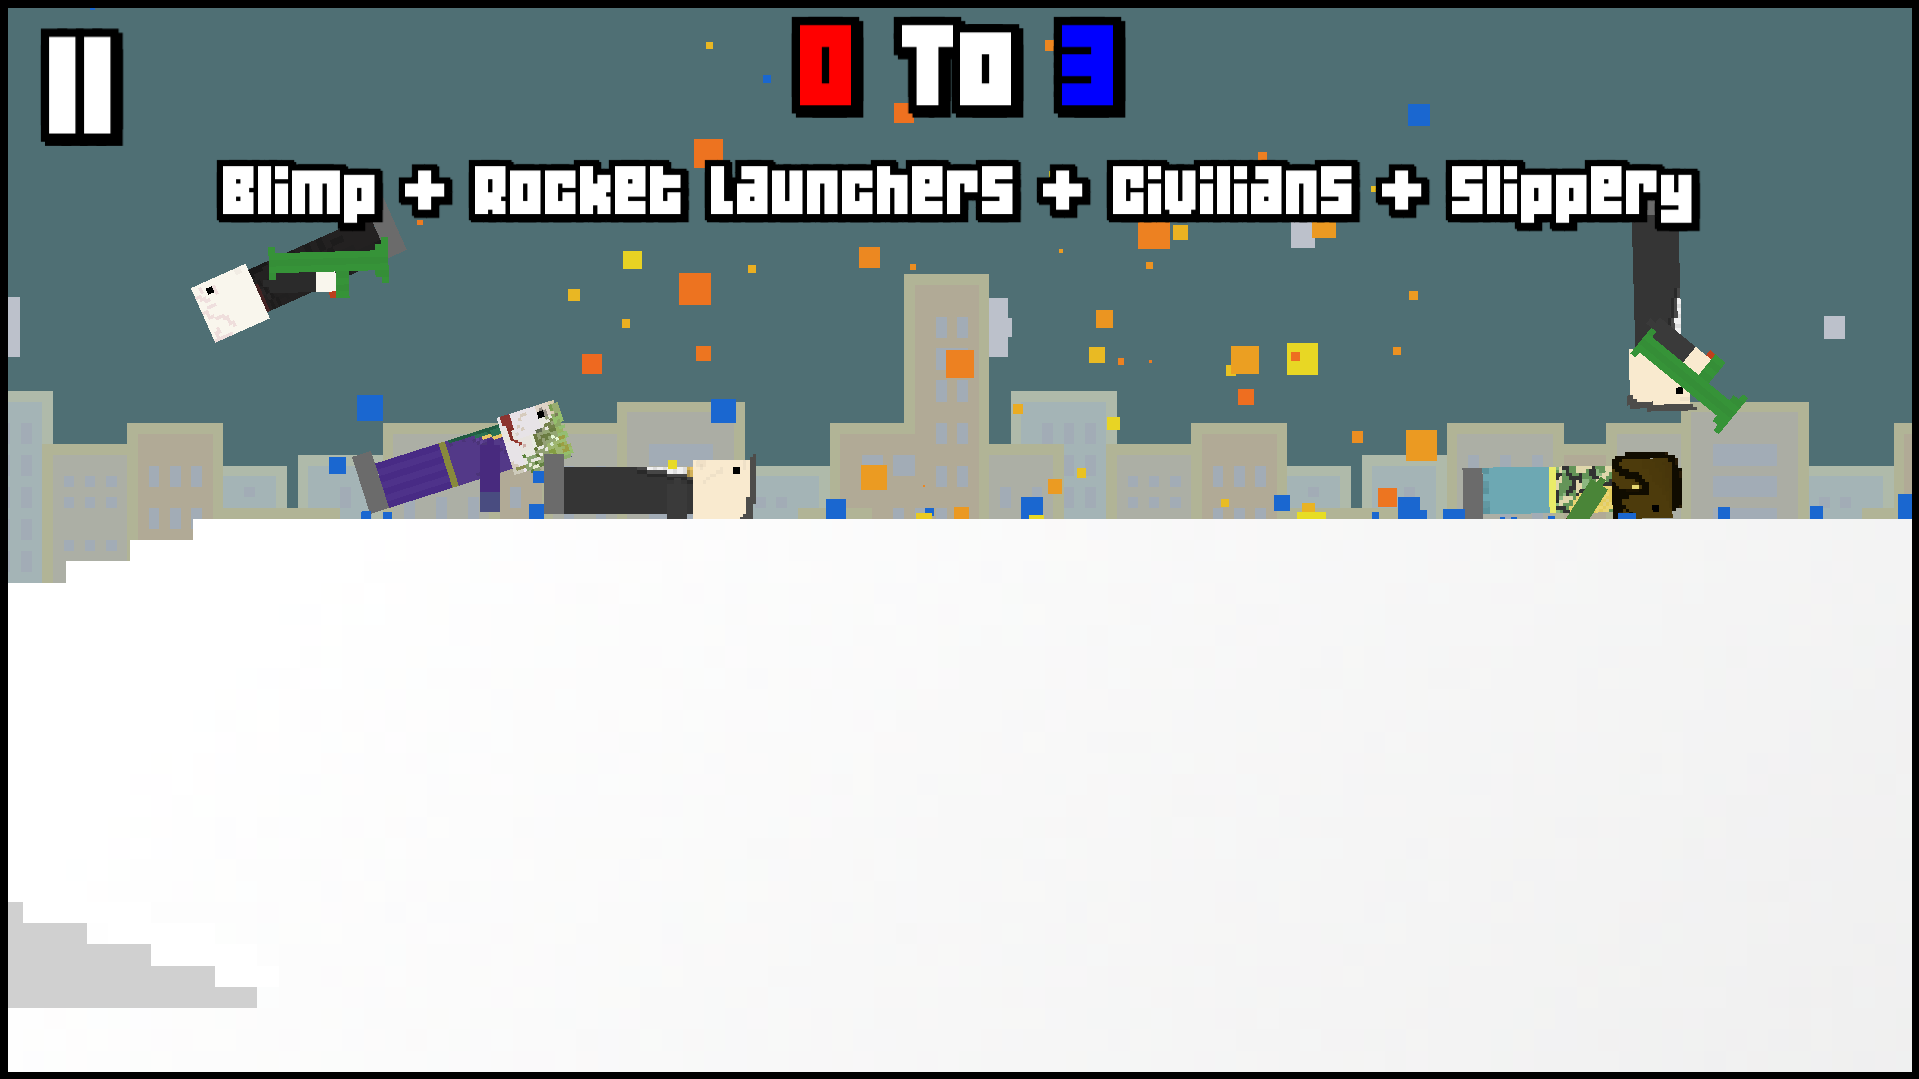 0 TO 3
Blimp + Rocket Launchers + Civilians + Slippery